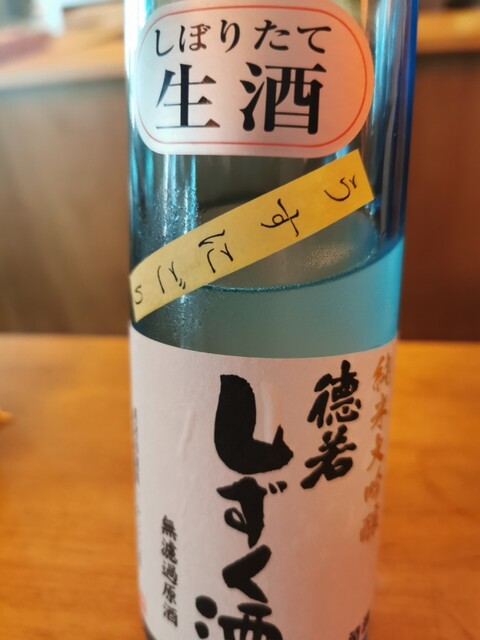 しぼりたて
生酒
うすにごり
純米大吟醸
德若
しずく酒
無濾過原酒